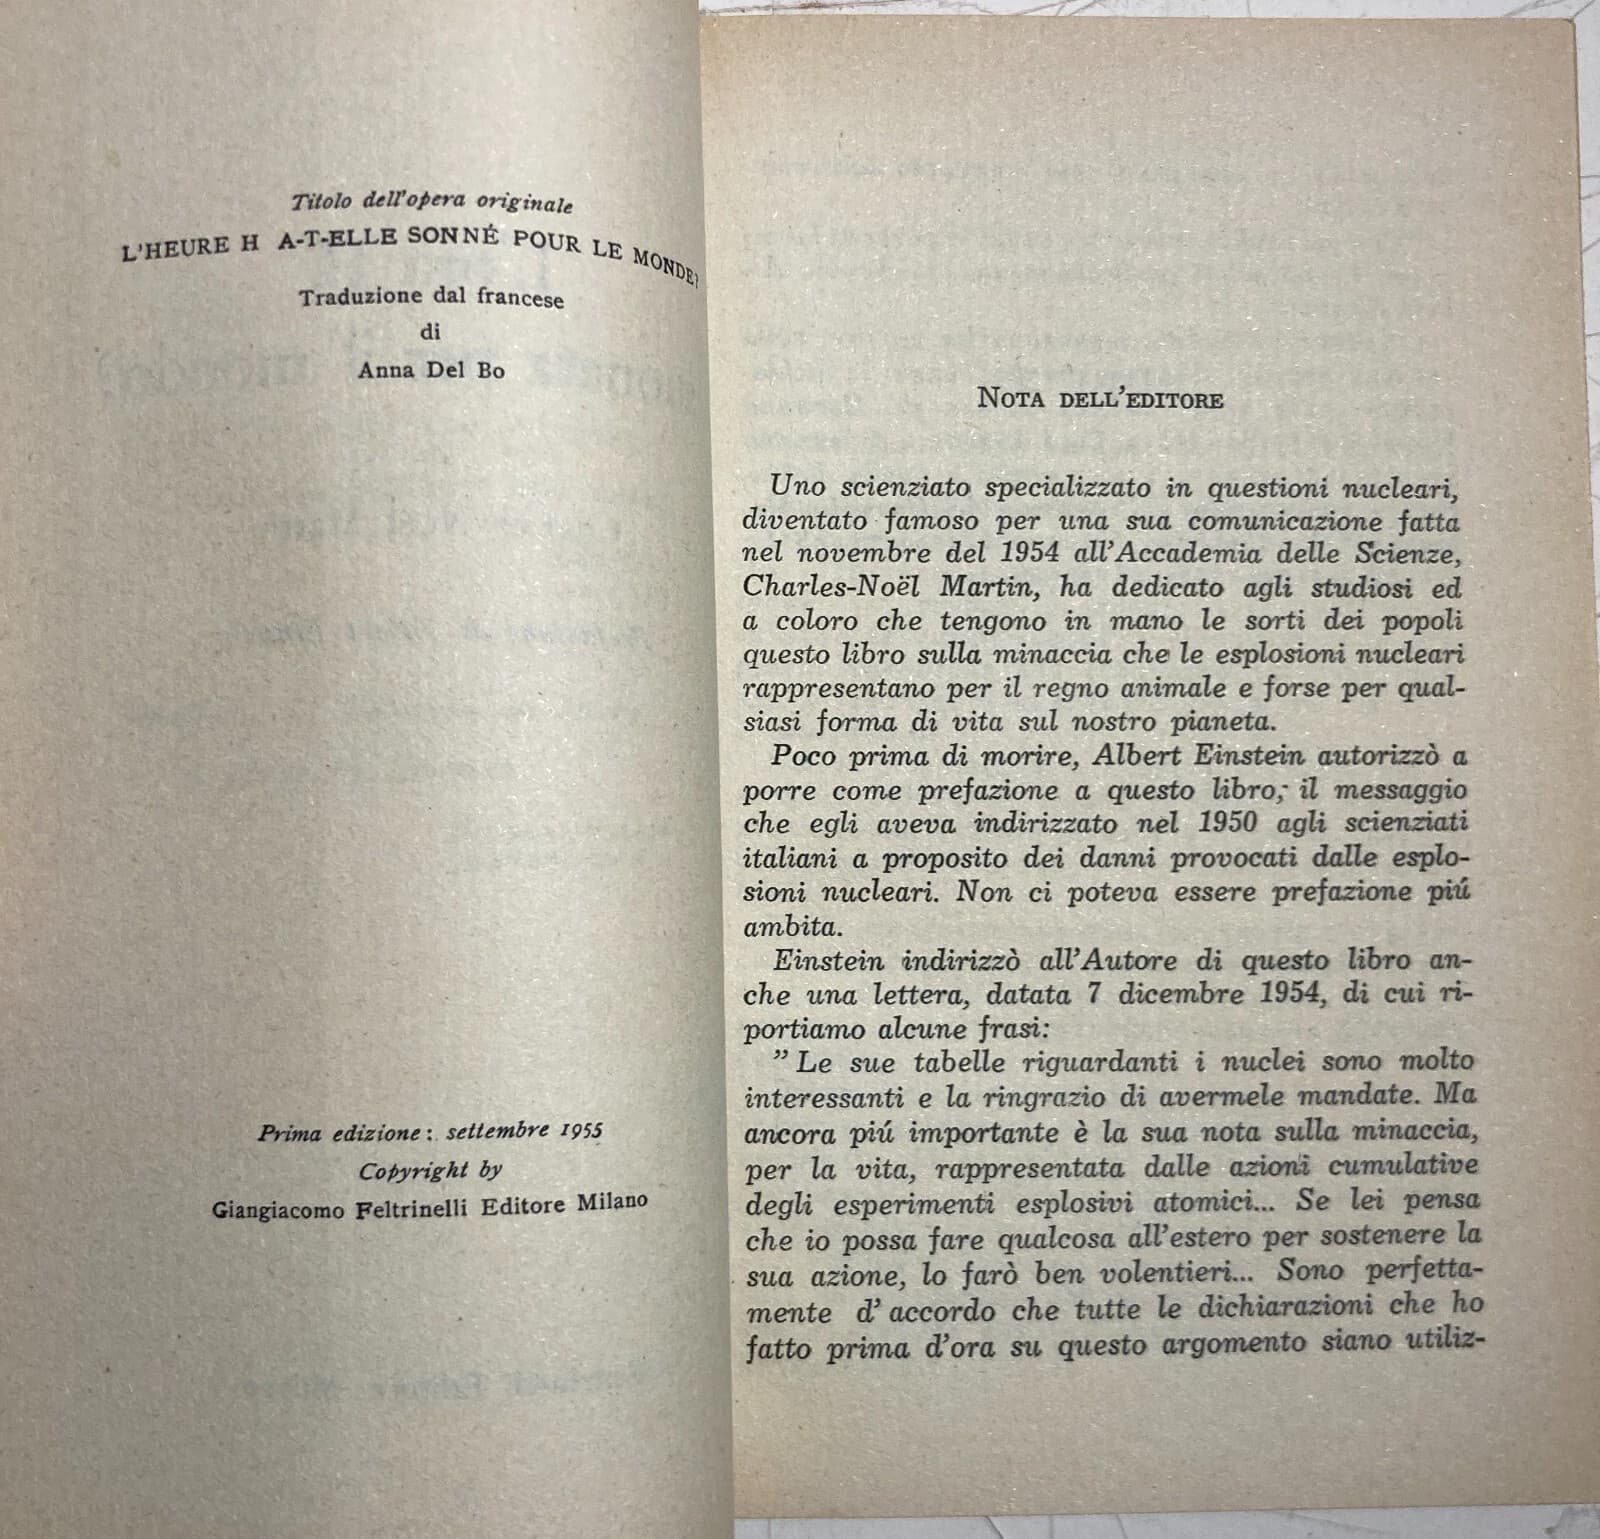 Titolo dell'opera originale
L'HEURE H A-T-ELLE SONNÉ POUR LE MONDE?
Traduzione dal francese
di
Anna Del Bo
Prima edizione: settembre 1955
Copyright by
Giangiacomo Feltrinelli Editore Milano
NOTA DELL'EDITORE
Uno scienziato specializzato in questioni nucleari,
diventato famoso per una sua comunicazione fatta
nel novembre del 1954 all'Accademia delle Scienze,
Charles-Noël Martin, ha dedicato agli studiosi ed
a coloro che tengono in mano le sorti dei popoli
questo libro sulla minaccia che le esplosioni nucleari
rappresentano per il regno animale e forse per qual-
siasi forma di vita sul nostro pianeta.
Poco prima di morire, Albert Einstein autorizzò a
porre come prefazione a questo libro, il messaggio
che egli aveva indirizzato nel 1950 agli scienziati
italiani a proposito dei danni provocati dalle esplo-
sioni nucleari. Non ci poteva essere prefazione piú
ambita.
Einstein indirizzò all'Autore di questo libro an-
che una lettera, datata 7 dicembre 1954, di cui ri-
portiamo alcune frasi:
" Le sue tabelle riguardanti i nuclei sono molto
interessanti e la ringrazio di avermele mandate. Ma
ancora piú importante è la sua nota sulla minaccia,
per la vita, rappresentata dalle azioni cumulative
degli esperimenti esplosivi atomici... Se lei pensa
che io possa fare qualcosa all'estero per sostenere la
sua azione, lo farò ben volentieri... Sono perfetta-
mente d' accordo che tutte le dichiarazioni che ho
fatto prima d'ora su questo argomento siano utiliz-